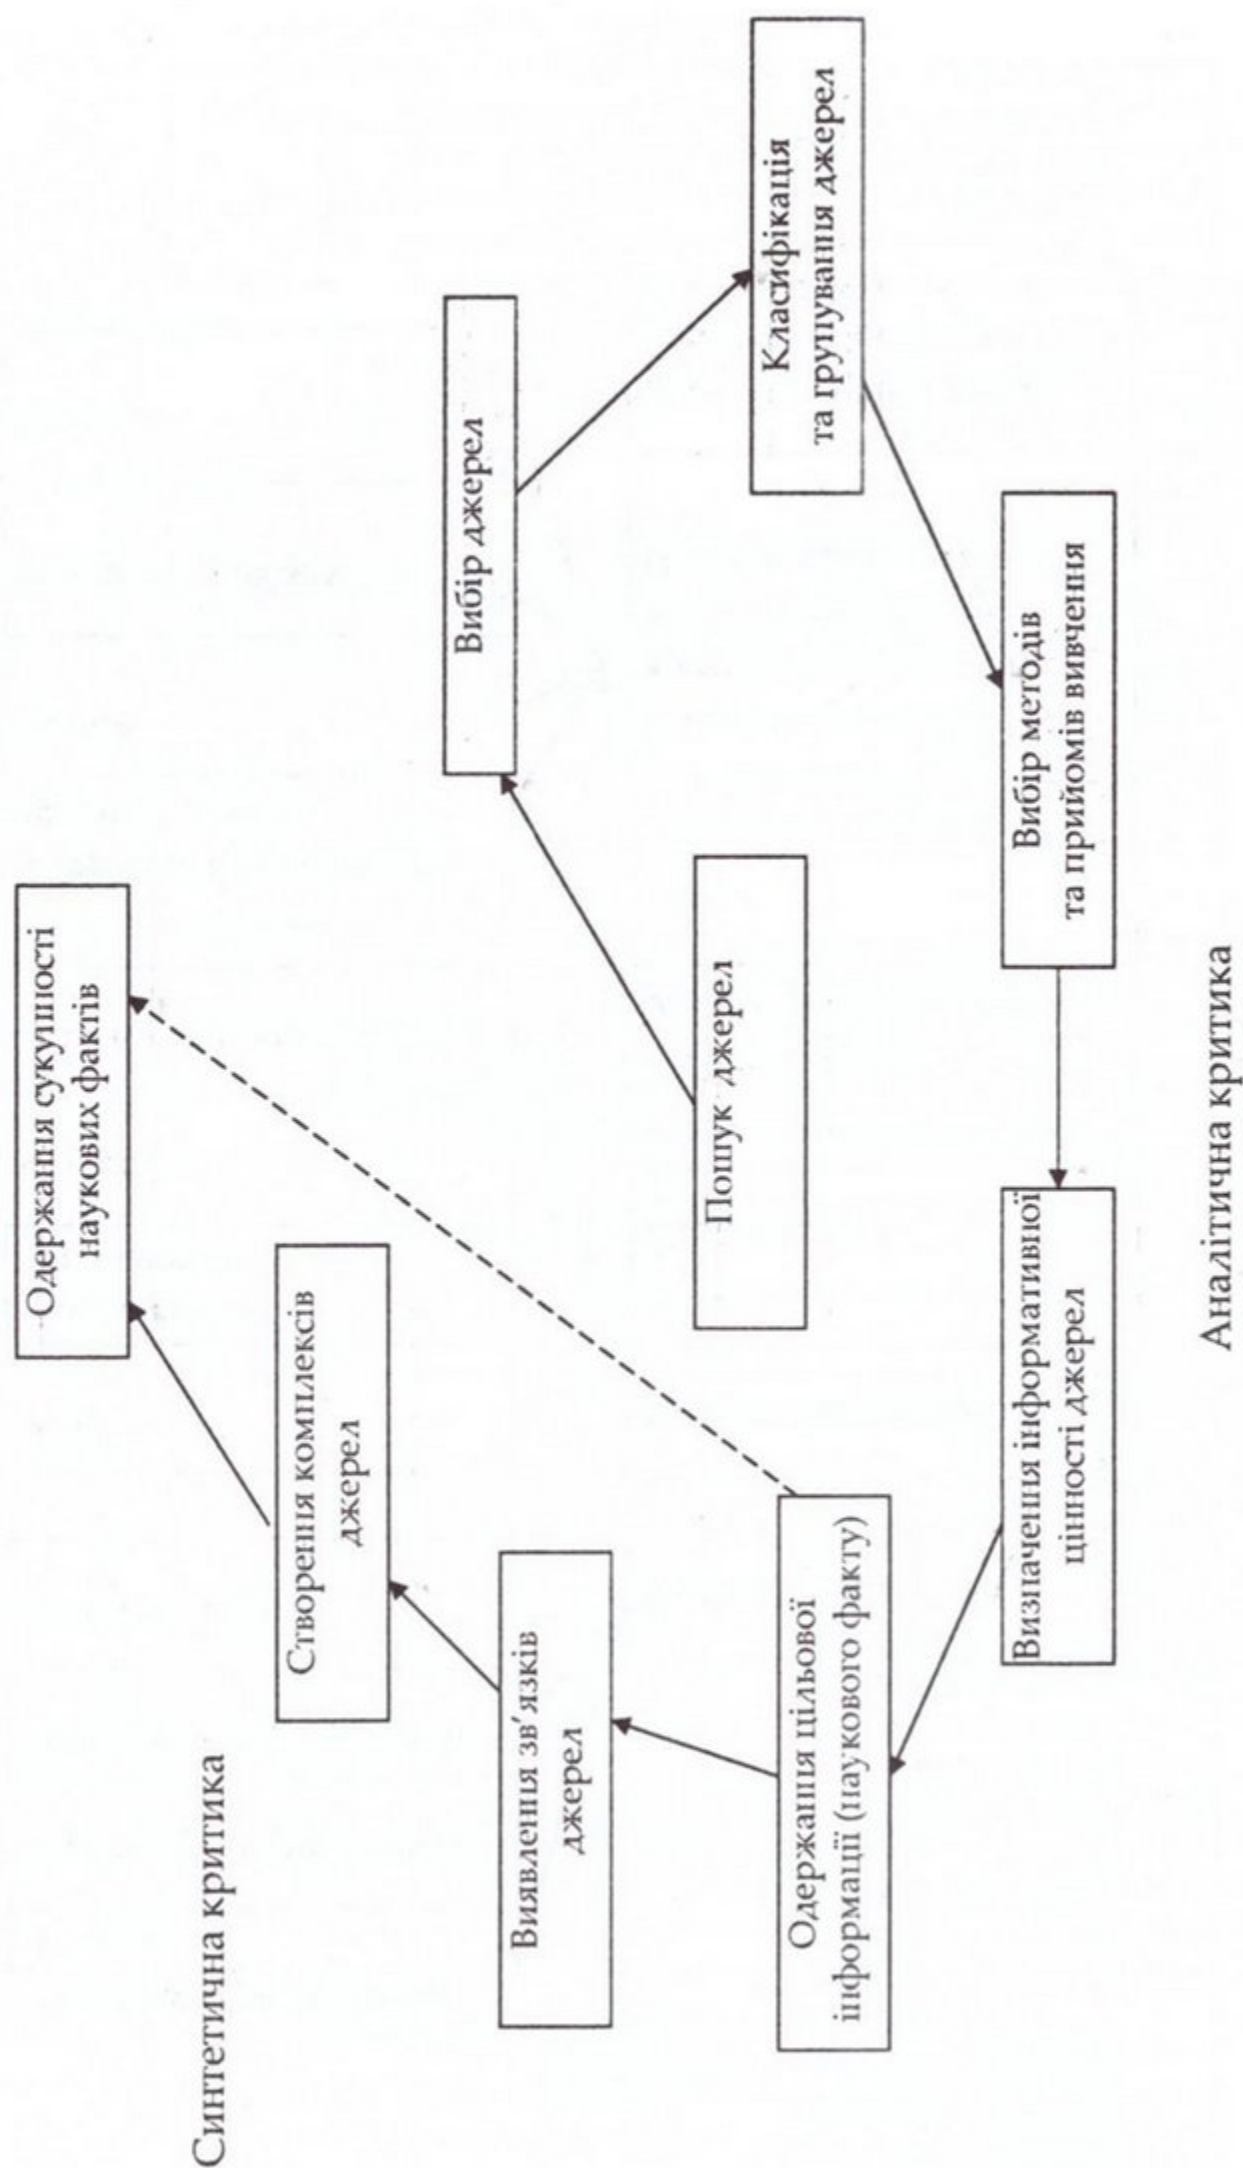 Синтетична критика
Одержання сукупності
наукових фактів
Створення комплексів
джерел
Виявлення зв'язків
джерел
Одержання цільової
інформації (наукового факту)
Визначення інформативної
цінності джерел
Пошук джерел
Вибір джерел
Класифікація
та групування джерел
Вибір методів
та прийомів вивчення
Аналітична критика